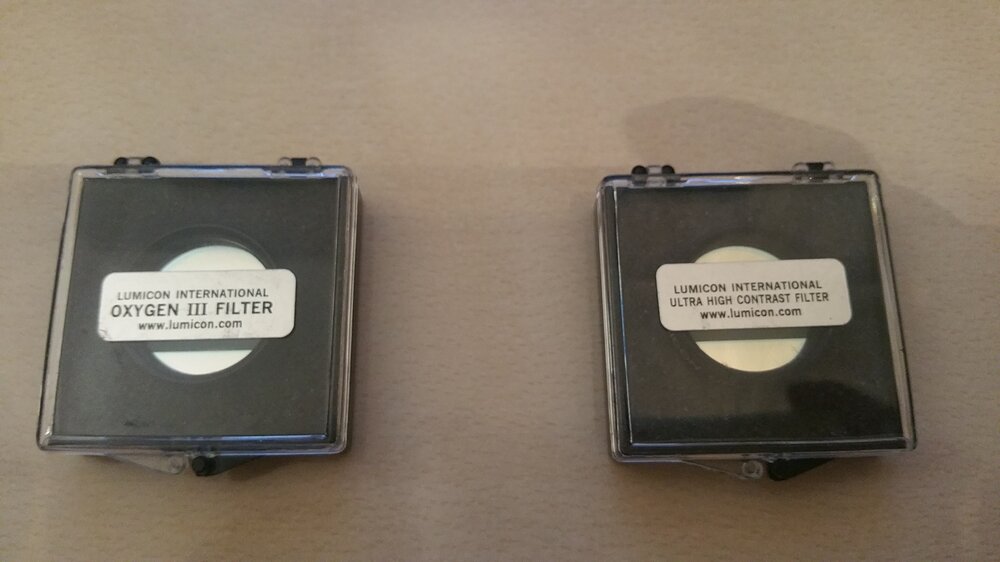 LUMICON INTERNATIONAL
OXYGEN III FILTER
www.lumicon.com
LUMICON INTERNATIONAL
ULTRA HIGH CONTRAST FILTER
www.lumicon.com